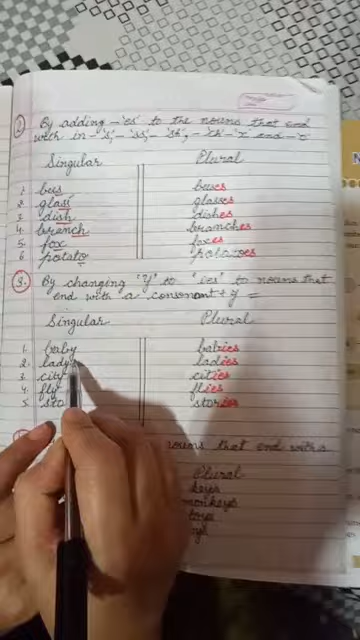 2. By adding -'es' to the nouns that end
with in -'s', -'ss', -'sh', -'ch' -'x' and -'o'
Singular Plural
1. bus buses
2. glass glasses
3. dish dishes
4. branch branches
5. fox foxes
6. potato potatoes
3. By changing "Y" to "ies" to nouns that
end with a consonant + y =
Singular Plural
1. baby babies
2. lady ladies
3. city cities
4. fly flies
5. sto stories
nouns that end with a
Plural
keys
monkeys
toys